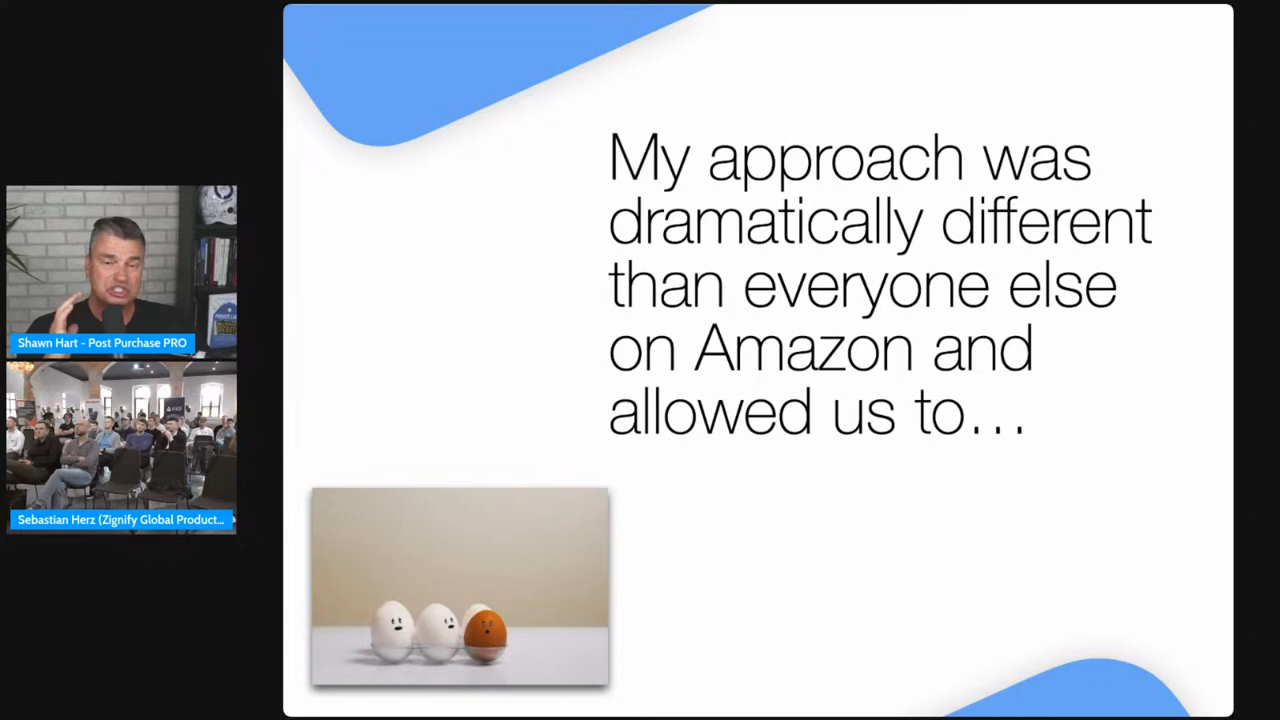 My approach was
dramatically different
than everyone else
on Amazon and
allowed us to…
Shawn Hart - Post Purchase PRO
Sebastian Herz (Zignify Global Product...